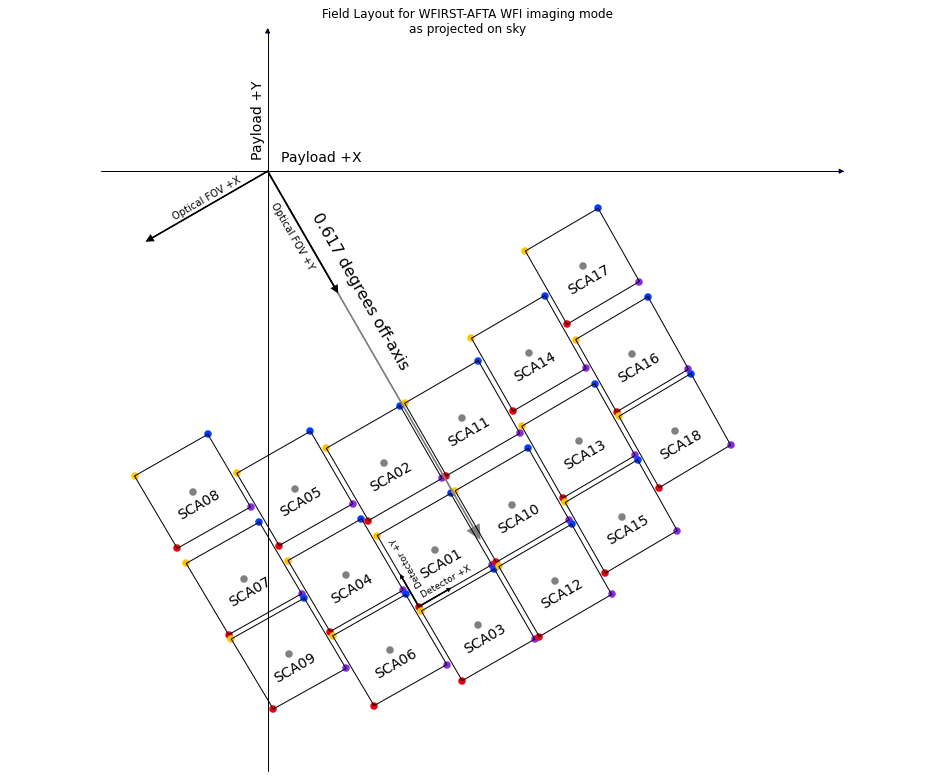 Field Layout for WFIRST-AFTA WFI imaging mode
as projected on sky
Payload +Y
Payload +X
Optical FOV +X
Optical FOV +Y
0.617 degrees off-axis
SCA17
SCA14
SCA16
SCA11
SCA13
SCA18
SCA02
SCA08
SCA05
SCA10
SCA15
SCA01
Detector +Y
Detector +X
SCA07
SCA04
SCA12
SCA03
SCA09
SCA06